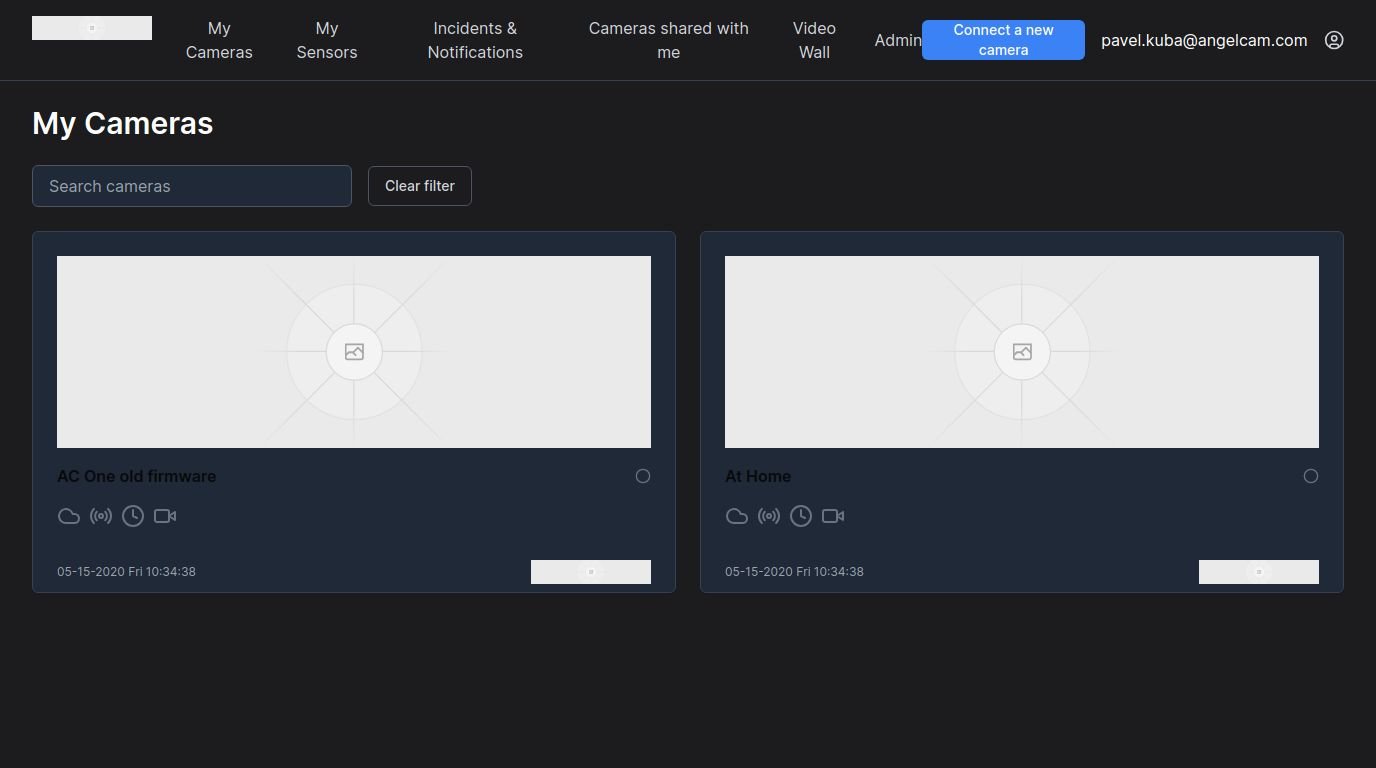 My Cameras
My Sensors
Incidents & Notifications
Cameras shared with me
Video Wall
Admin
Connect a new camera
pavel.kuba@angelcam.com
My Cameras
Search cameras
Clear filter
AC One old firmware
05-15-2020 Fri 10:34:38
At Home
05-15-2020 Fri 10:34:38